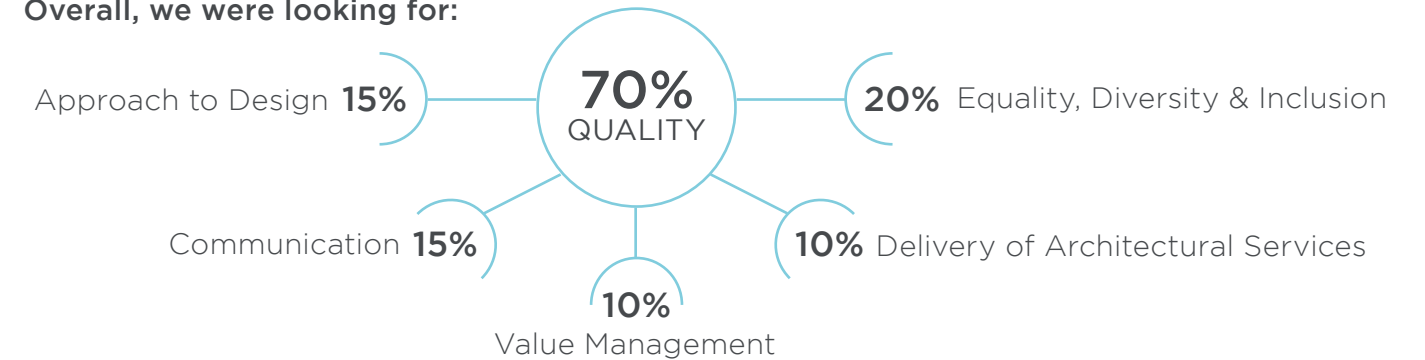 Overall, we were looking for:
70%
QUALITY
Approach to Design 15%
20% Equality, Diversity & Inclusion
Communication 15%
10% Delivery of Architectural Services
10%
Value Management